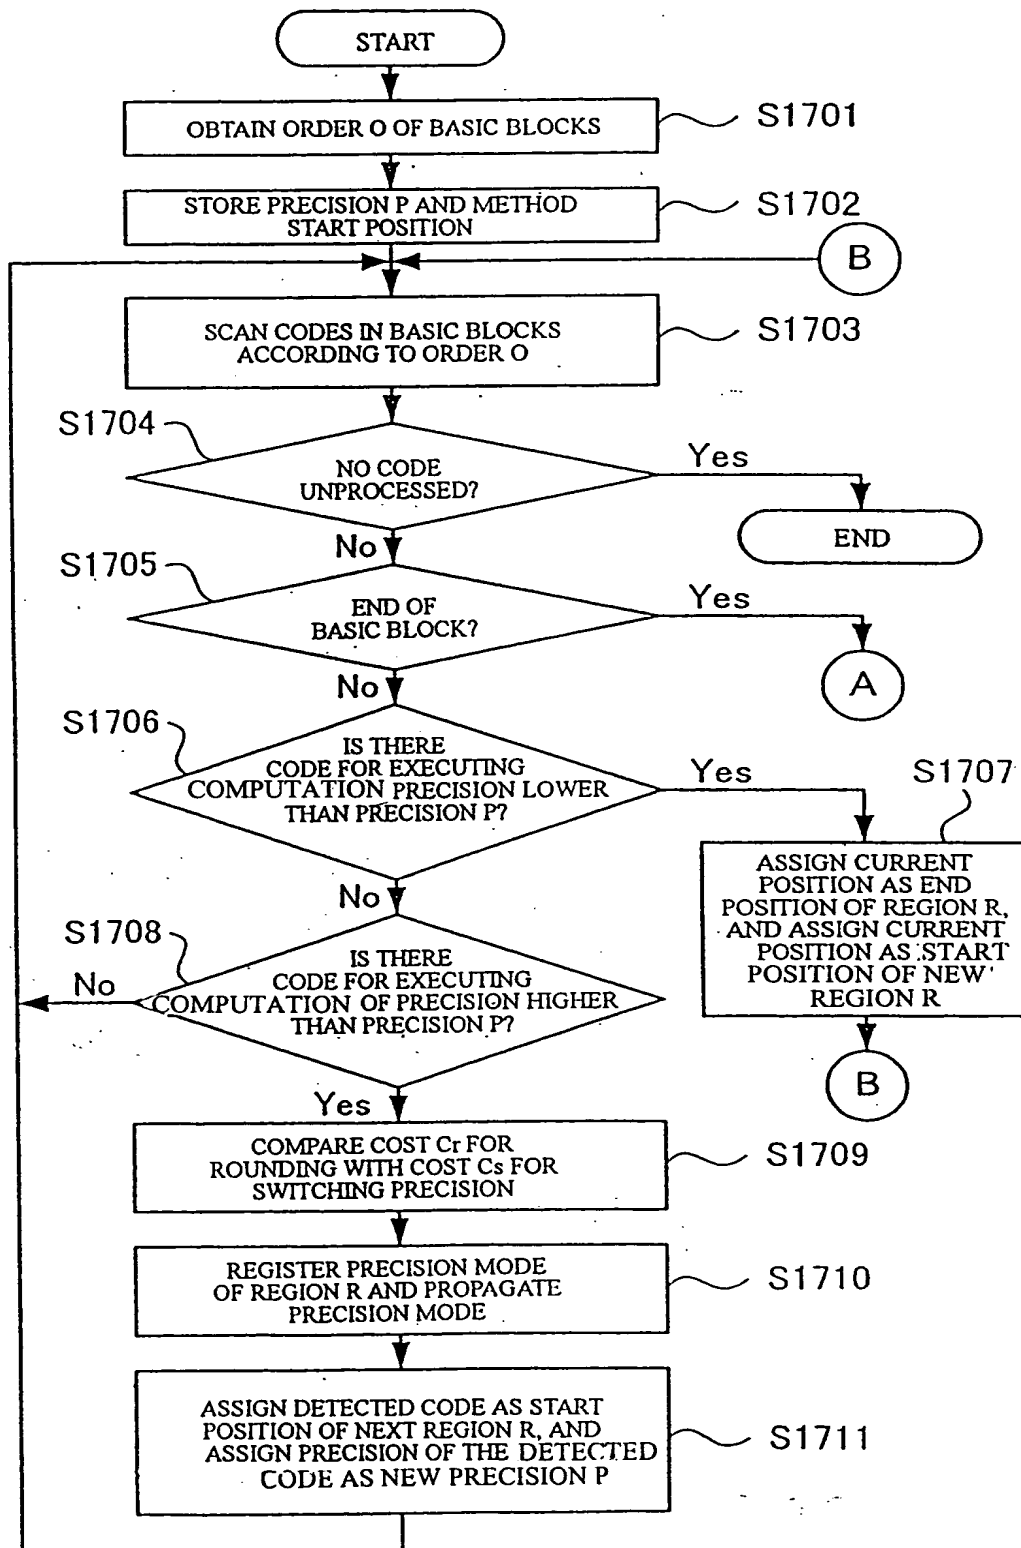 START
OBTAIN ORDER O OF BASIC BLOCKS
S1701
STORE PRECISION P AND METHOD
START POSITION
S1702
B
SCAN CODES IN BASIC BLOCKS
ACCORDING TO ORDER O
S1703
S1704
NO CODE
UNPROCESSED?
Yes
END
No
S1705
END OF
BASIC BLOCK?
Yes
A
No
S1706
IS THERE
CODE FOR EXECUTING
COMPUTATION PRECISION LOWER
THAN PRECISION P?
Yes
S1707
ASSIGN CURRENT
POSITION AS END
POSITION OF REGION R,
AND ASSIGN CURRENT
POSITION AS START
POSITION OF NEW
REGION R
B
No
S1708
IS THERE
CODE FOR EXECUTING
COMPUTATION OF PRECISION HIGHER
THAN PRECISION P?
No
Yes
COMPARE COST Cr FOR
ROUNDING WITH COST Cs FOR
SWITCHING PRECISION
S1709
REGISTER PRECISION MODE
OF REGION R AND PROPAGATE
PRECISION MODE
S1710
ASSIGN DETECTED CODE AS START
POSITION OF NEXT REGION R, AND
ASSIGN PRECISION OF THE DETECTED
CODE AS NEW PRECISION P
S1711